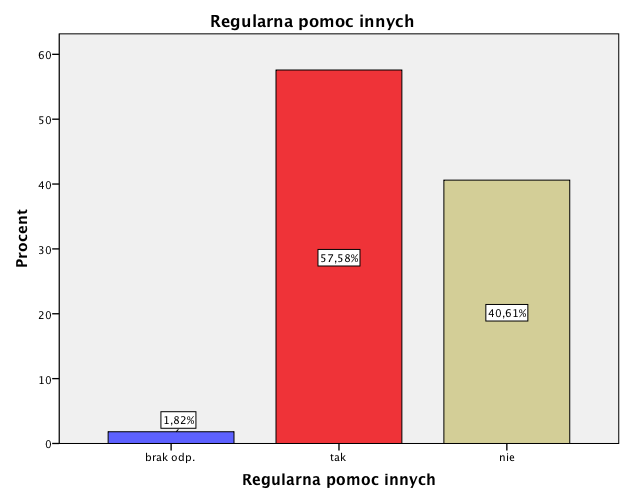 Regularna pomoc innych
Procent
60
50
40
30
20
10
0
1,82%
57,58%
40,61%
brak odp.
tak
nie
Regularna pomoc innych